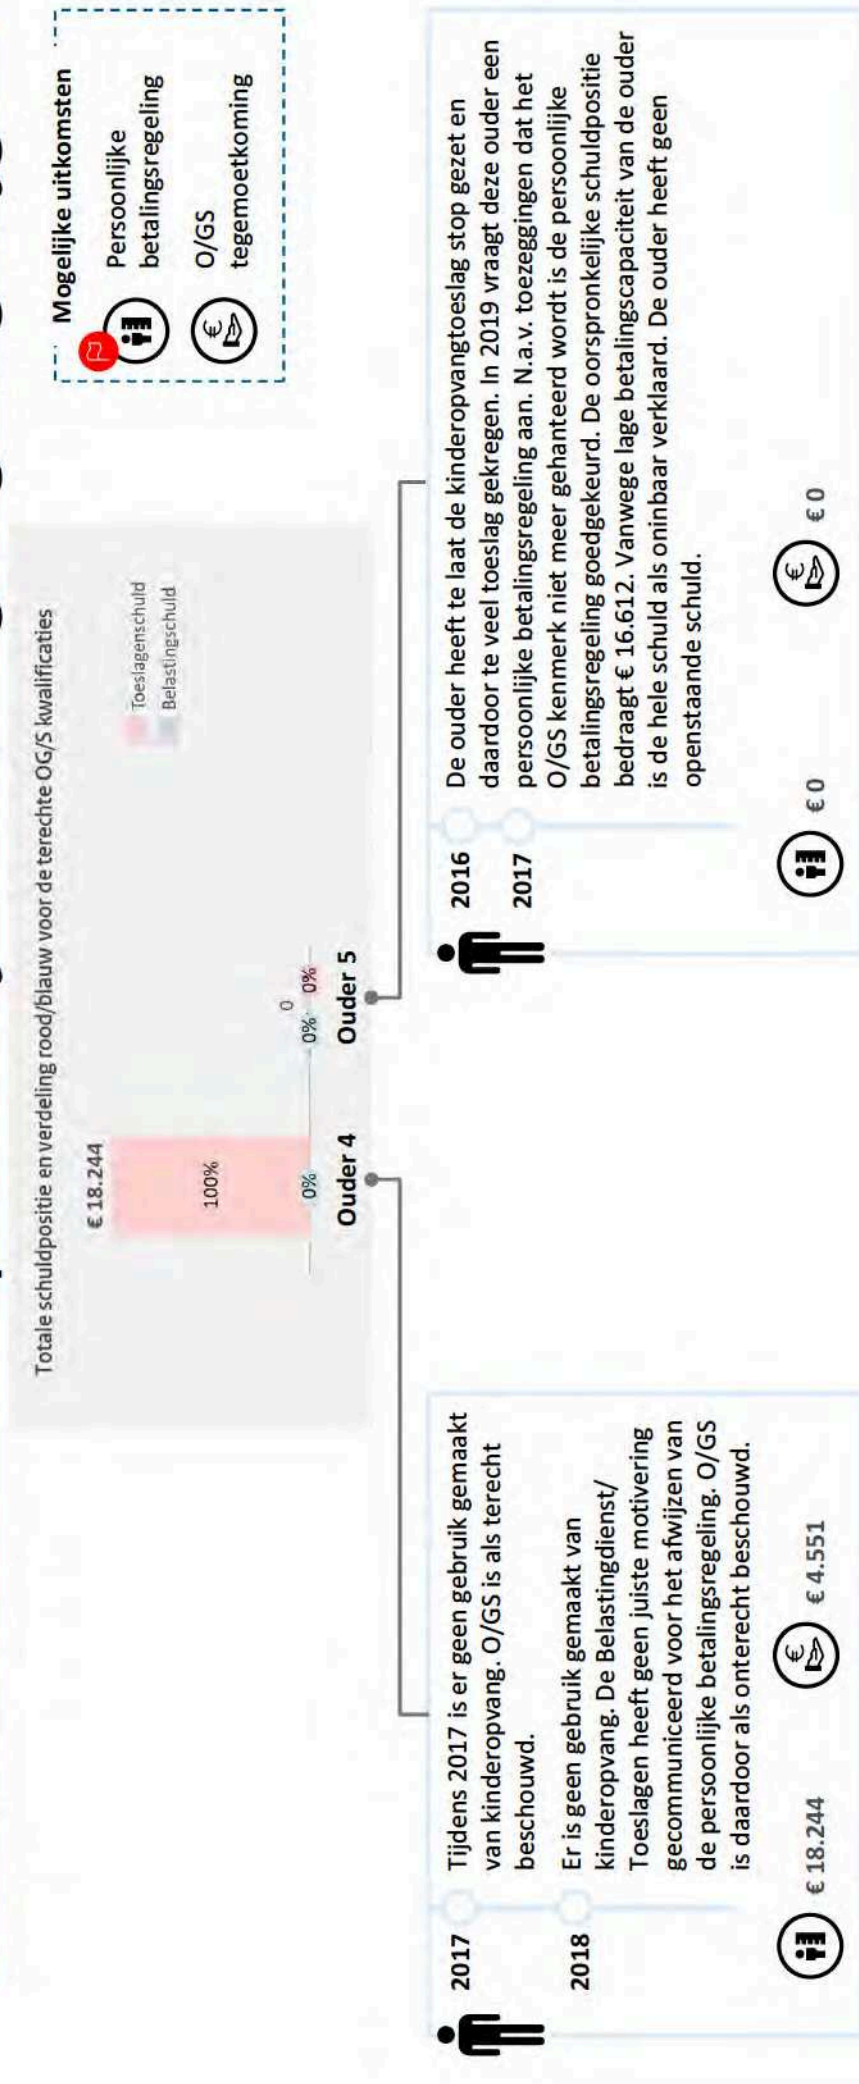 Totale schuldpositie en verdeling rood/blauw voor de terechte OG/S kwalificaties
€ 18.244
100%
0%
0
0%
0%
Toeslagenschuld
Belastingschuld
Ouder 4
Ouder 5
Mogelijke uitkomsten
Persoonlijke
betalingsregeling
O/GS
tegemoetkoming
2017
Tijdens 2017 is er geen gebruik gemaakt
van kinderopvang. O/GS is als terecht
beschouwd.
2018
Er is geen gebruik gemaakt van
kinderopvang. De Belastingdienst/
Toeslagen heeft geen juiste motivering
gecommuniceerd voor het afwijzen van
de persoonlijke betalingsregeling. O/GS
is daardoor als onterecht beschouwd.
€ 18.244
€ 4.551
2016
2017
De ouder heeft te laat de kinderopvangtoeslag stop gezet en
daardoor te veel toeslag gekregen. In 2019 vraagt deze ouder een
persoonlijke betalingsregeling aan. N.a.v. toezeggingen dat het
O/GS kenmerk niet meer gehanteerd wordt is de persoonlijke
betalingsregeling goedgekeurd. De oorspronkelijke schuldpositie
bedraagt € 16.612. Vanwege lage betalingscapaciteit van de ouder
is de hele schuld als oninbaar verklaard. De ouder heeft geen
openstaande schuld.
€ 0
€ 0